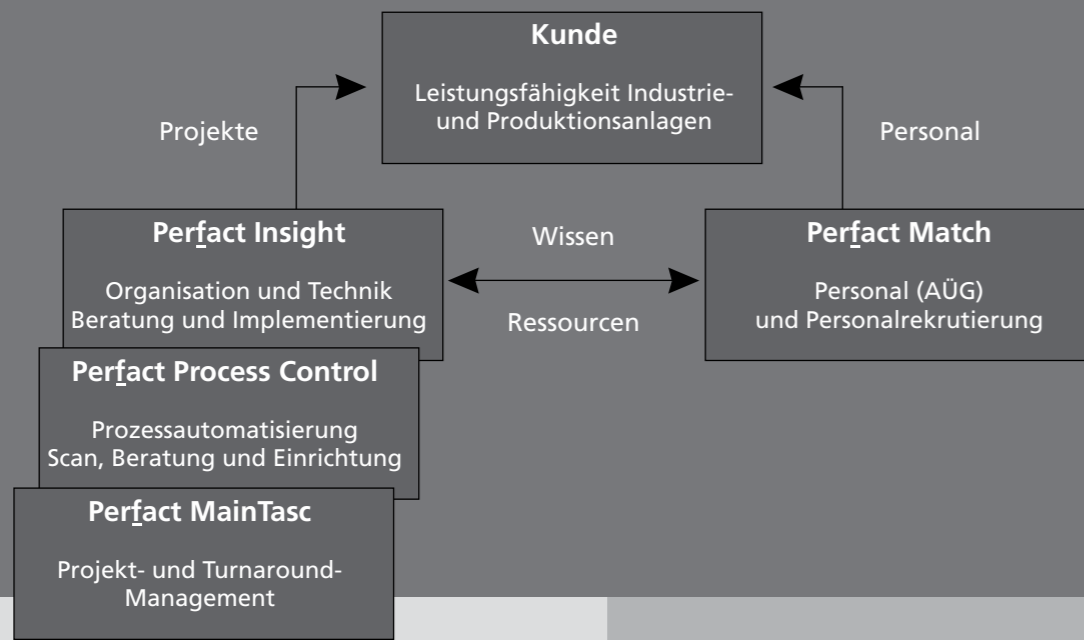 Kunde
Leistungsfähigkeit Industrie-
und Produktionsanlagen
Projekte
Personal
Perfact Insight
Organisation und Technik
Beratung und Implementierung
Wissen
Ressourcen
Perfact Match
Personal (AÜG)
und Personalrekrutierung
Perfact Process Control
Prozessautomatisierung
Scan, Beratung und Einrichtung
Perfact MainTasc
Projekt- und Turnaround-
Management